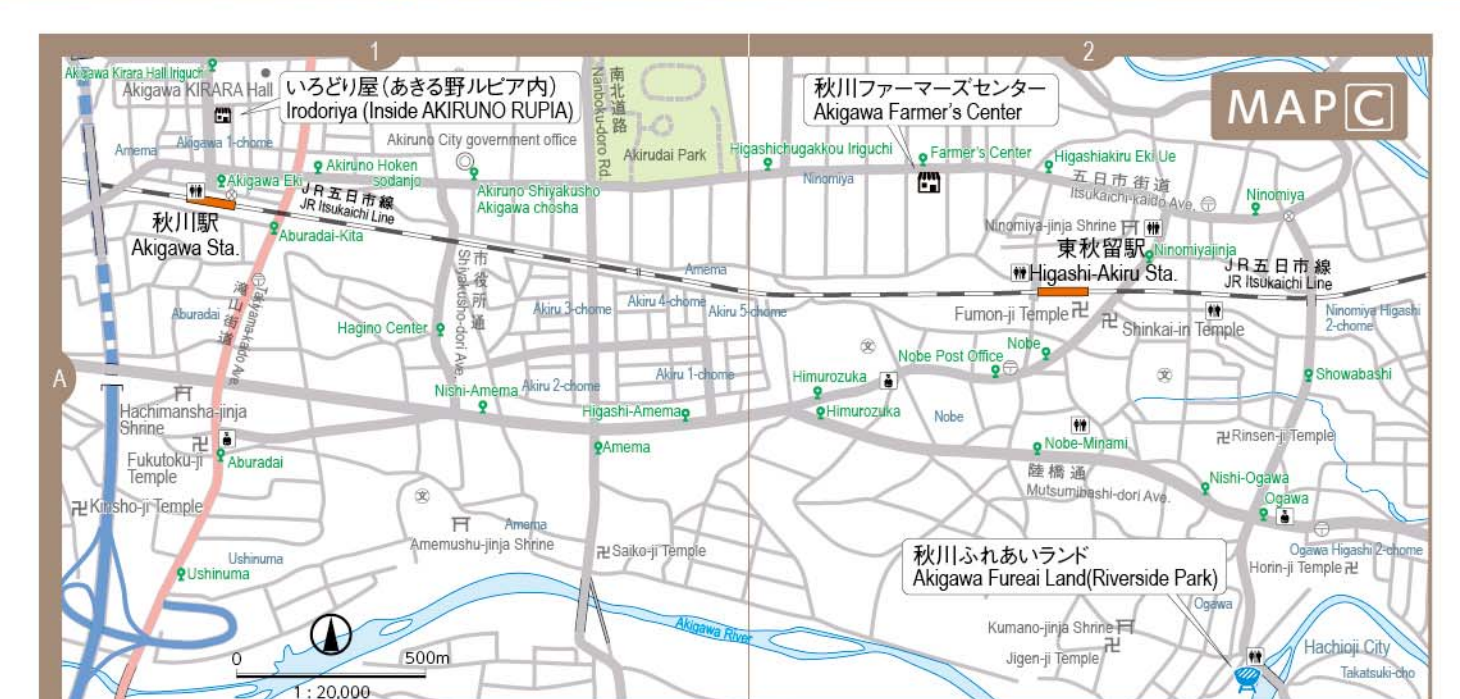 1
2
MAP C
A
Akigawa Kirara Hall Iriguchi
Akigawa KIRARA Hall
いろどり屋(あきる野ルピア内)
Irodoriya (Inside AKIRUNO RUPIA)
南北道路
Nanboku-doro Rd.
秋川ファーマーズセンター
Akigawa Farmer's Center
Amema
Akigawa 1-chome
Akiruno City government office
Akirudai Park
Higashichugakkou Iriguchi
Farmer's Center
Higashiakiru Eki Ue
Akiruno Hoken
sodanjo
Akigawa Eki
Akiruno Shiyakusho
Akigawa chosha
Ninomiya
五日市街道
Itsukaichi-kaido Ave.
Ninomiya
JR五日市線
JR Itsukaichi Line
秋川駅
Akigawa Sta.
Aburadai-Kita
Ninomiya-jinja Shrine
東秋留駅
Higashi-Akiru Sta.
Ninomiyajinja
JR五日市線
JR Itsukaichi Line
市役所通
Shiyakusho-dori Ave.
Amema
滝山街道
Takiyama-kaido Ave.
Aburadai
Hagino Center
Akiru 3-chome
Akiru 4-chome
Akiru 5-chome
Fumon-ji Temple
Shinkai-in Temple
Ninomiya Higashi
2-chome
Nobe Post Office
Nobe
文
文
Showabashi
Nishi-Amema
Akiru 2-chome
Akiru 1-chome
Himurozuka
Himurozuka
Nobe
Hachimansha-jinja
Shrine
Higashi-Amema
Amema
Nobe-Minami
Rinsen-ji Temple
Fukutoku-ji
Temple
Aburadai
陸橋通
Mutsumibashi-dori Ave.
Nishi-Ogawa
Ogawa
Kinsho-ji Temple
文
Amema
Amemushu-jinja Shrine
Saiko-ji Temple
秋川ふれあいランド
Akigawa Fureai Land(Riverside Park)
Ogawa Higashi 2-chome
Horin-ji Temple
Ushinuma
Ushinuma
Ogawa
Akigawa River
Kumano-jinja Shrine
Jigen-ji Temple
Hachioji City
Takatsuki-cho
0
500m
1 : 20,000